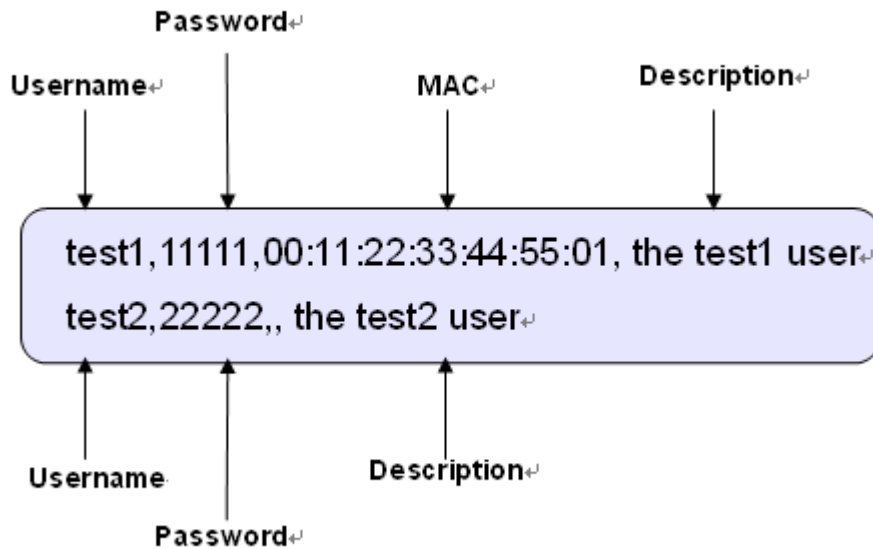 Password↵
Username↵ MAC↵ Description↵
test1,11111,00:11:22:33:44:55:01, the test1 user↵
test2,22222,, the test2 user↵
Username Description↵
Password↵